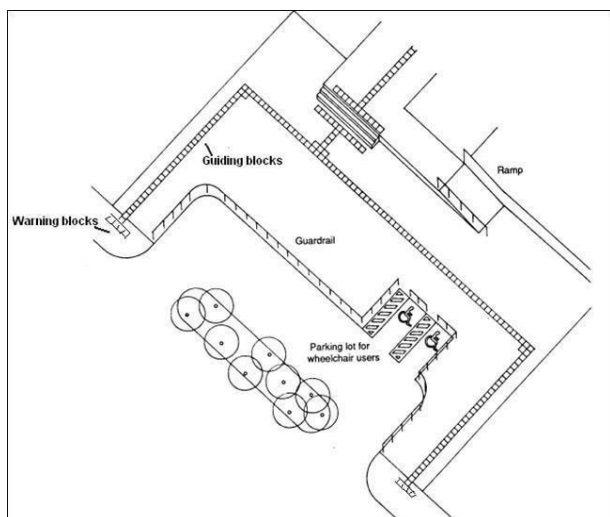 Guiding blocks
Ramp
Warning blocks
Guardrail
Parking lot for
wheelchair users